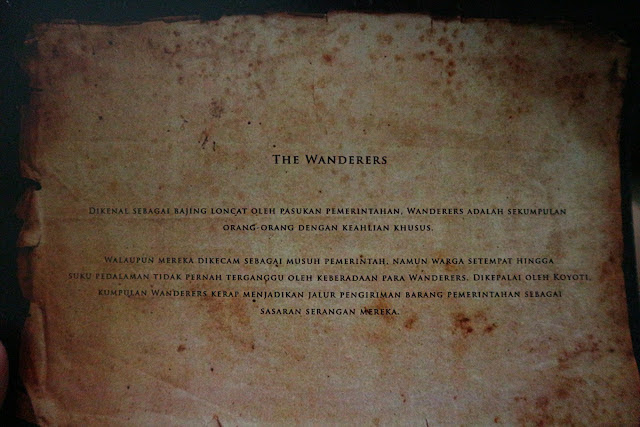 THE WANDERERS
DIKENAL SEBAGAI BAJING LONCAT OLEH PASUKAN PEMERINTAHAN, WANDERERS ADALAH SEKUMPULAN
ORANG-ORANG DENGAN KEAHLIAN KHUSUS.
WALAUPUN MEREKA DIKECAM SEBAGAI MUSUH PEMERINTAH, NAMUN WARGA SETEMPAT HINGGA
SUKU PEDALAMAN TIDAK PERNAH TERGANGGU OLEH KEBERADAAN PARA WANDERERS. DIKEPALAI OLEH KOYOTI,
KUMPULAN WANDERERS KERAP MENJADIKAN JALUR PENGIRIMAN BARANG PEMERINTAHAN SEBAGAI
SASARAN SERANGAN MEREKA.